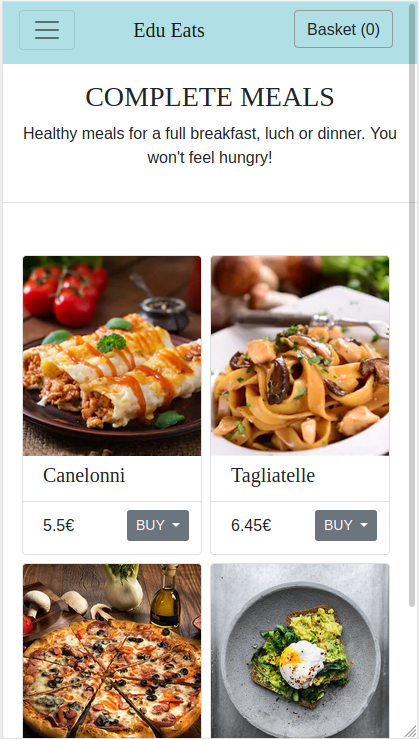 Edu Eats
Basket (0)
COMPLETE MEALS
Healthy meals for a full breakfast, luch or dinner. You
won't feel hungry!
Canelonni
Tagliatelle
5.5€
BUY
6.45€
BUY